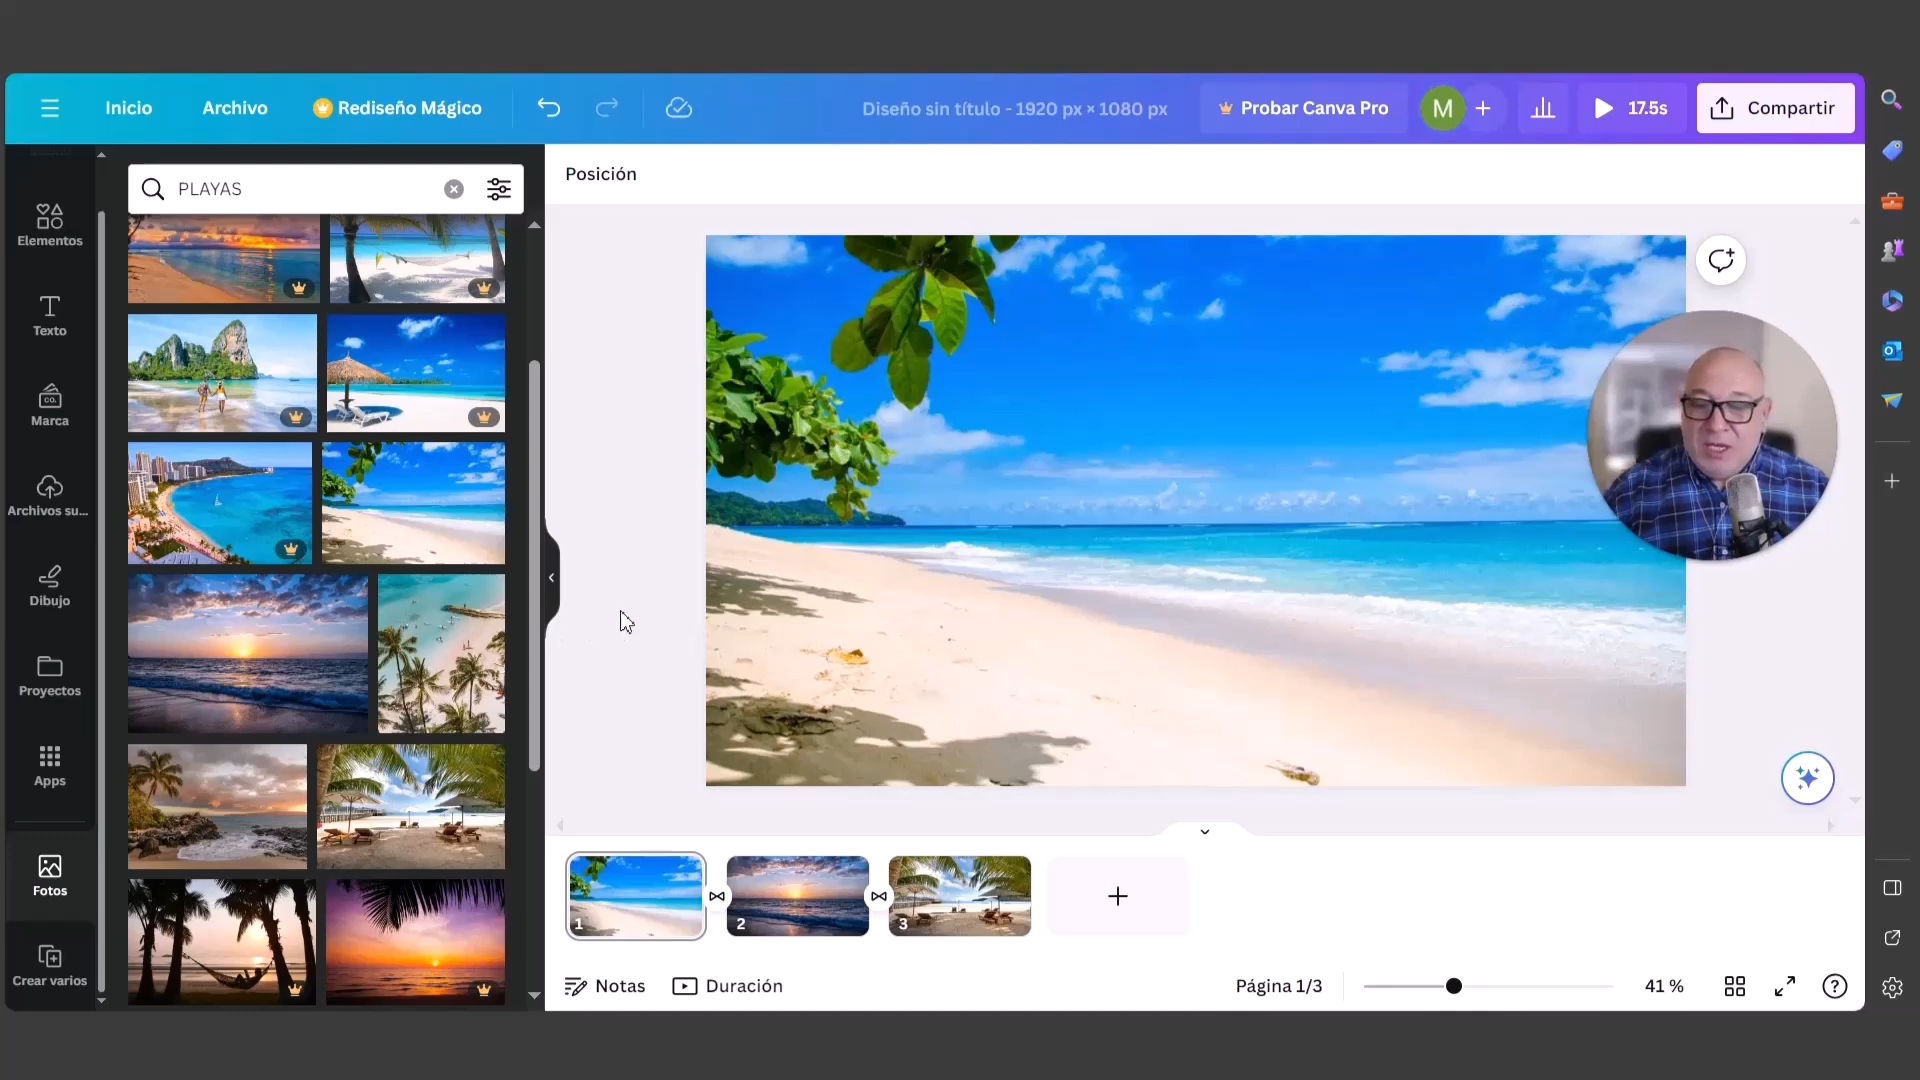 Inicio
Archivo
Rediseño Mágico
Diseño sin título - 1920 px × 1080 px
Probar Canva Pro
M
17.5s
Compartir
PLAYAS
Posición
Elementos
Texto
CO.
Marca
Archivos su...
Dibujo
Proyectos
Apps
Fotos
Crear varios
1
2
3
Notas
Duración
Página 1/3
41 %